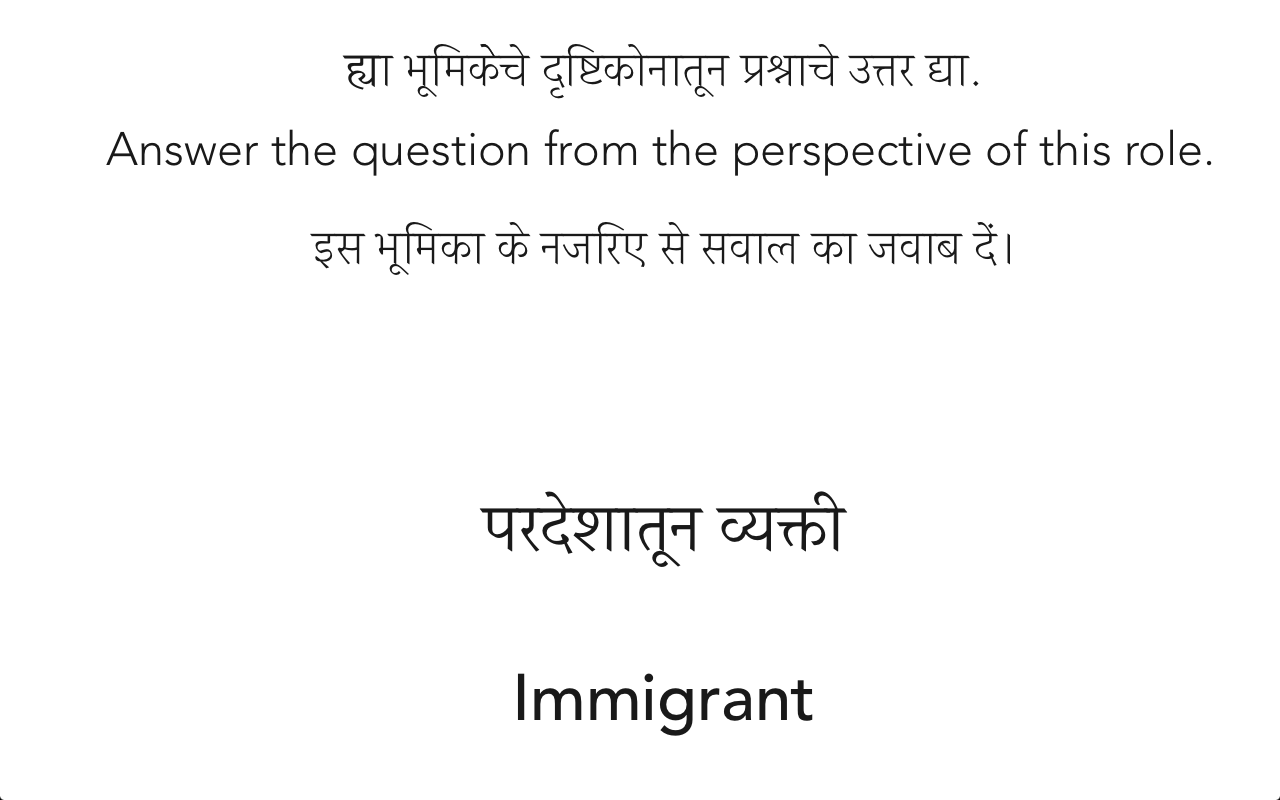 ह्या भूमिकेचे दृष्टिकोनातून प्रश्नाचे उत्तर द्या.
Answer the question from the perspective of this role.
इस भूमिका के नजरिए से सवाल का जवाब दें।
परदेशातून व्यक्ती
Immigrant